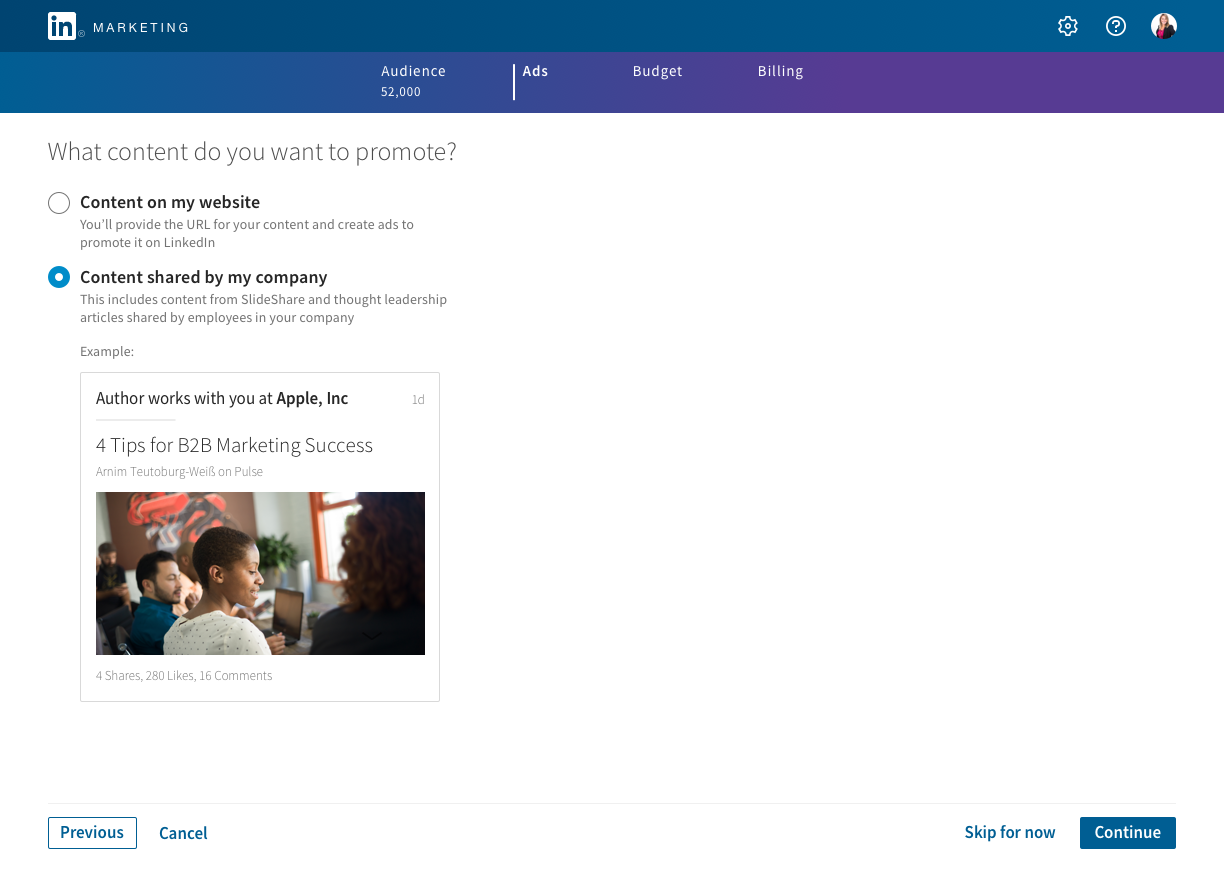 in® MARKETING
Audience Ads Budget Billing
52,000
What content do you want to promote?
Content on my website
You’ll provide the URL for your content and create ads to
promote it on LinkedIn
Content shared by my company
This includes content from SlideShare and thought leadership
articles shared by employees in your company
Example:
Author works with you at Apple, Inc 1d
4 Tips for B2B Marketing Success
Arnim Teutoburg-Weiß on Pulse
4 Shares, 280 Likes, 16 Comments
Previous Cancel Skip for now Continue